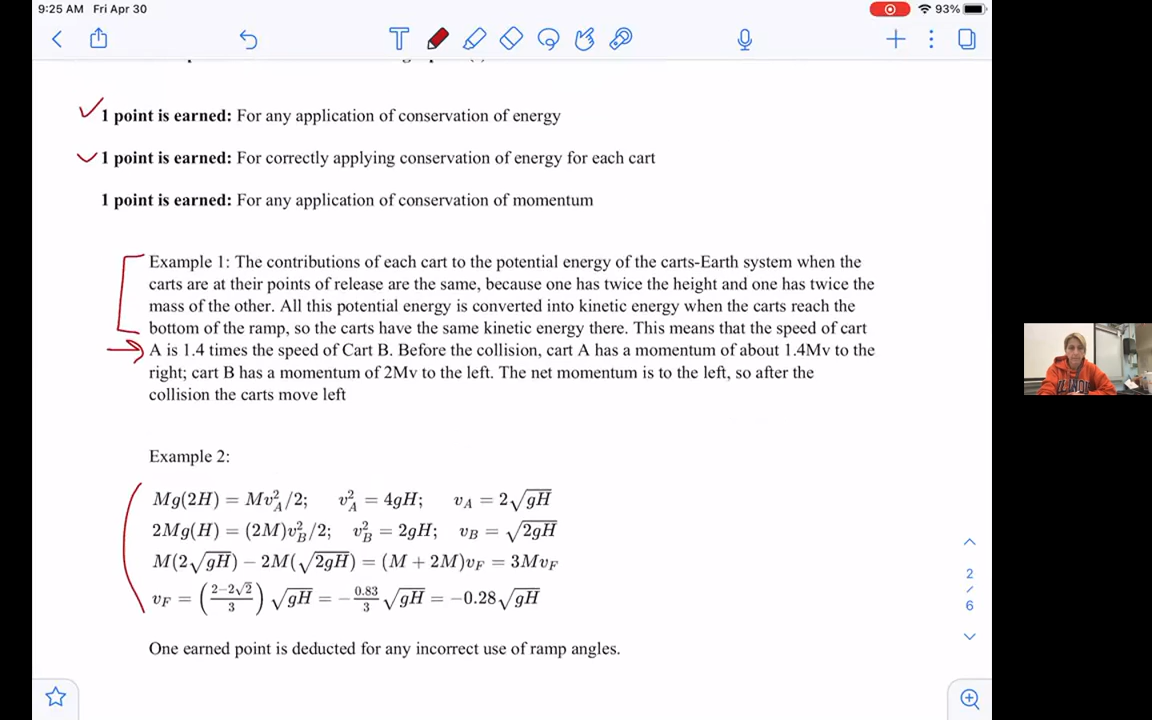 9:25 AM Fri Apr 30
93%
T
1 point is earned: For any application of conservation of energy
1 point is earned: For correctly applying conservation of energy for each cart
1 point is earned: For any application of conservation of momentum
Example 1: The contributions of each cart to the potential energy of the carts-Earth system when the
carts are at their points of release are the same, because one has twice the height and one has twice the
mass of the other. All this potential energy is converted into kinetic energy when the carts reach the
bottom of the ramp, so the carts have the same kinetic energy there. This means that the speed of cart
A is 1.4 times the speed of Cart B. Before the collision, cart A has a momentum of about 1.4Mv to the
right; cart B has a momentum of 2Mv to the left. The net momentum is to the left, so after the
collision the carts move left
Example 2:
Mg(2H) = Mv_A^2/2; v_A^2 = 4gH; v_A = 2√gH
2Mg(H) = (2M)v_B^2/2; v_B^2 = 2gH; v_B = √2gH
M(2√gH) − 2M(√2gH) = (M + 2M)v_F = 3Mv_F
v_F = ((2−2√2)/3) √gH = −0.83/3 √gH = −0.28√gH
2
/
6
One earned point is deducted for any incorrect use of ramp angles.
ILLINOIS